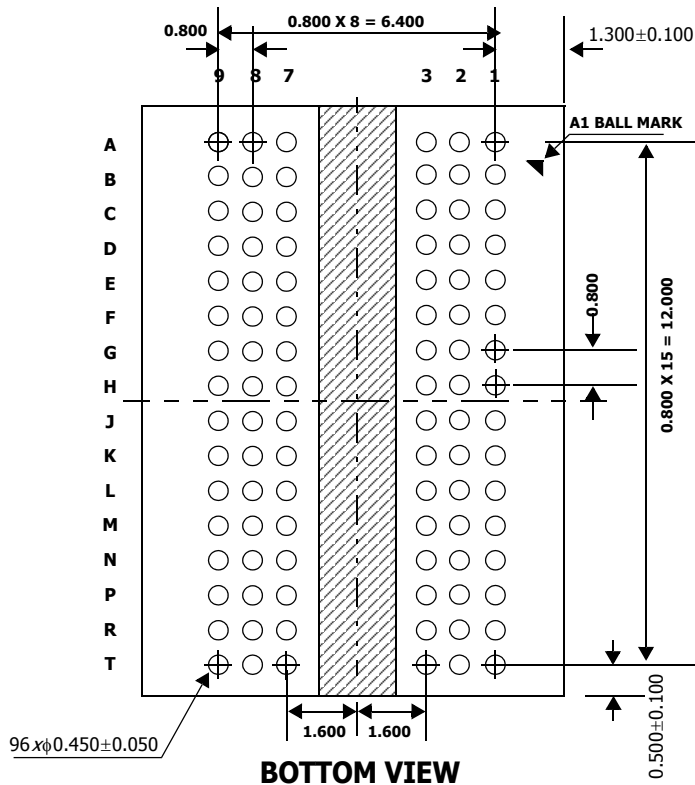 0.800 X 8 = 6.400
0.800
1.300±0.100
9 8 7 3 2 1
A1 BALL MARK
A
B
C
D
E
F
G
H
J
K
L
M
N
P
R
T
0.800
0.800 X 15 = 12.000
0.500±0.100
1.600 1.600
96xϕ0.450±0.050
BOTTOM VIEW